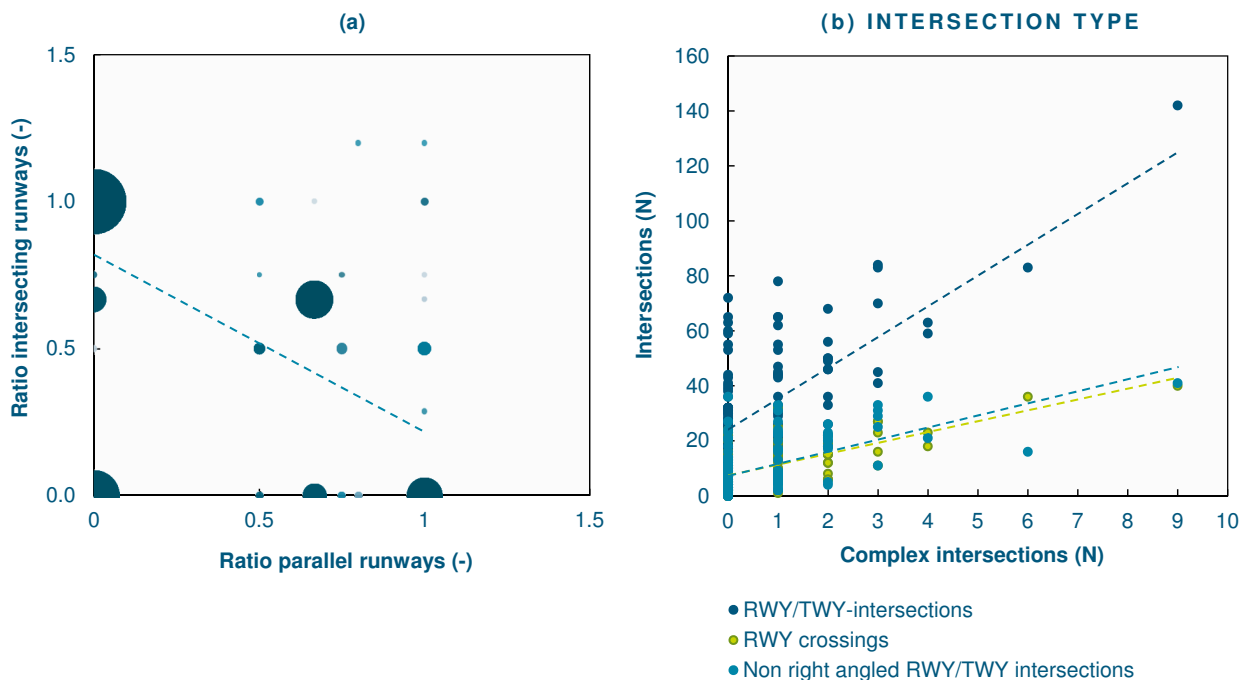 (a)
1.5
1.0
0.5
0.0
0
0.5
1
1.5
Ratio intersecting runways (-)
Ratio parallel runways (-)
(b) INTERSECTION TYPE
160
140
120
100
80
60
40
20
0
0 1 2 3 4 5 6 7 8 9 10
Intersections (N)
Complex intersections (N)
RWY/TWY-intersections
RWY crossings
Non right angled RWY/TWY intersections